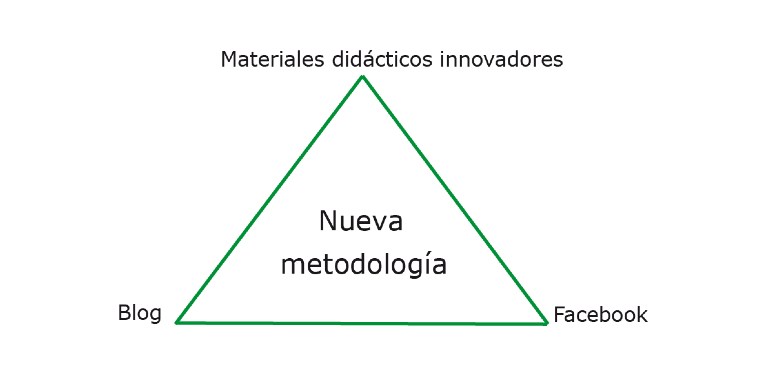 Materiales didácticos innovadores
Nueva
metodología
Blog
Facebook